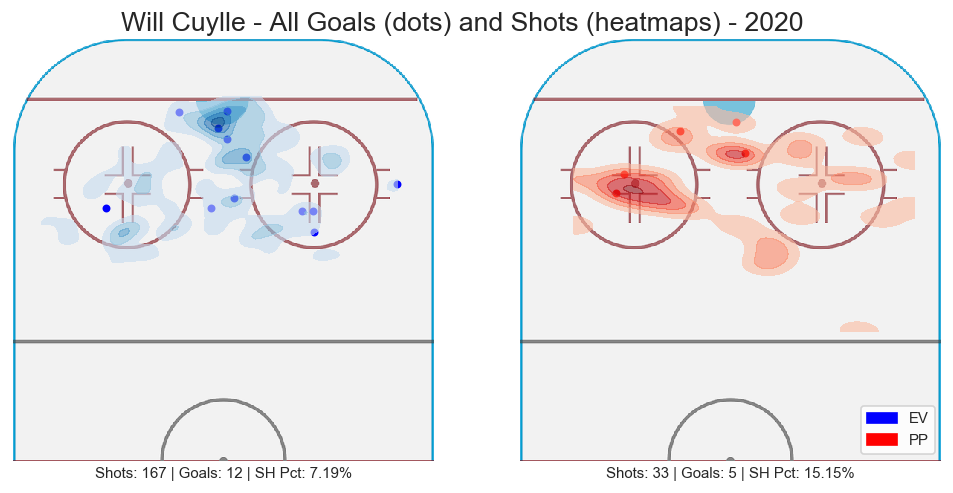 Will Cuylle - All Goals (dots) and Shots (heatmaps) - 2020
EV
PP
Shots: 167 | Goals: 12 | SH Pct: 7.19%
Shots: 33 | Goals: 5 | SH Pct: 15.15%